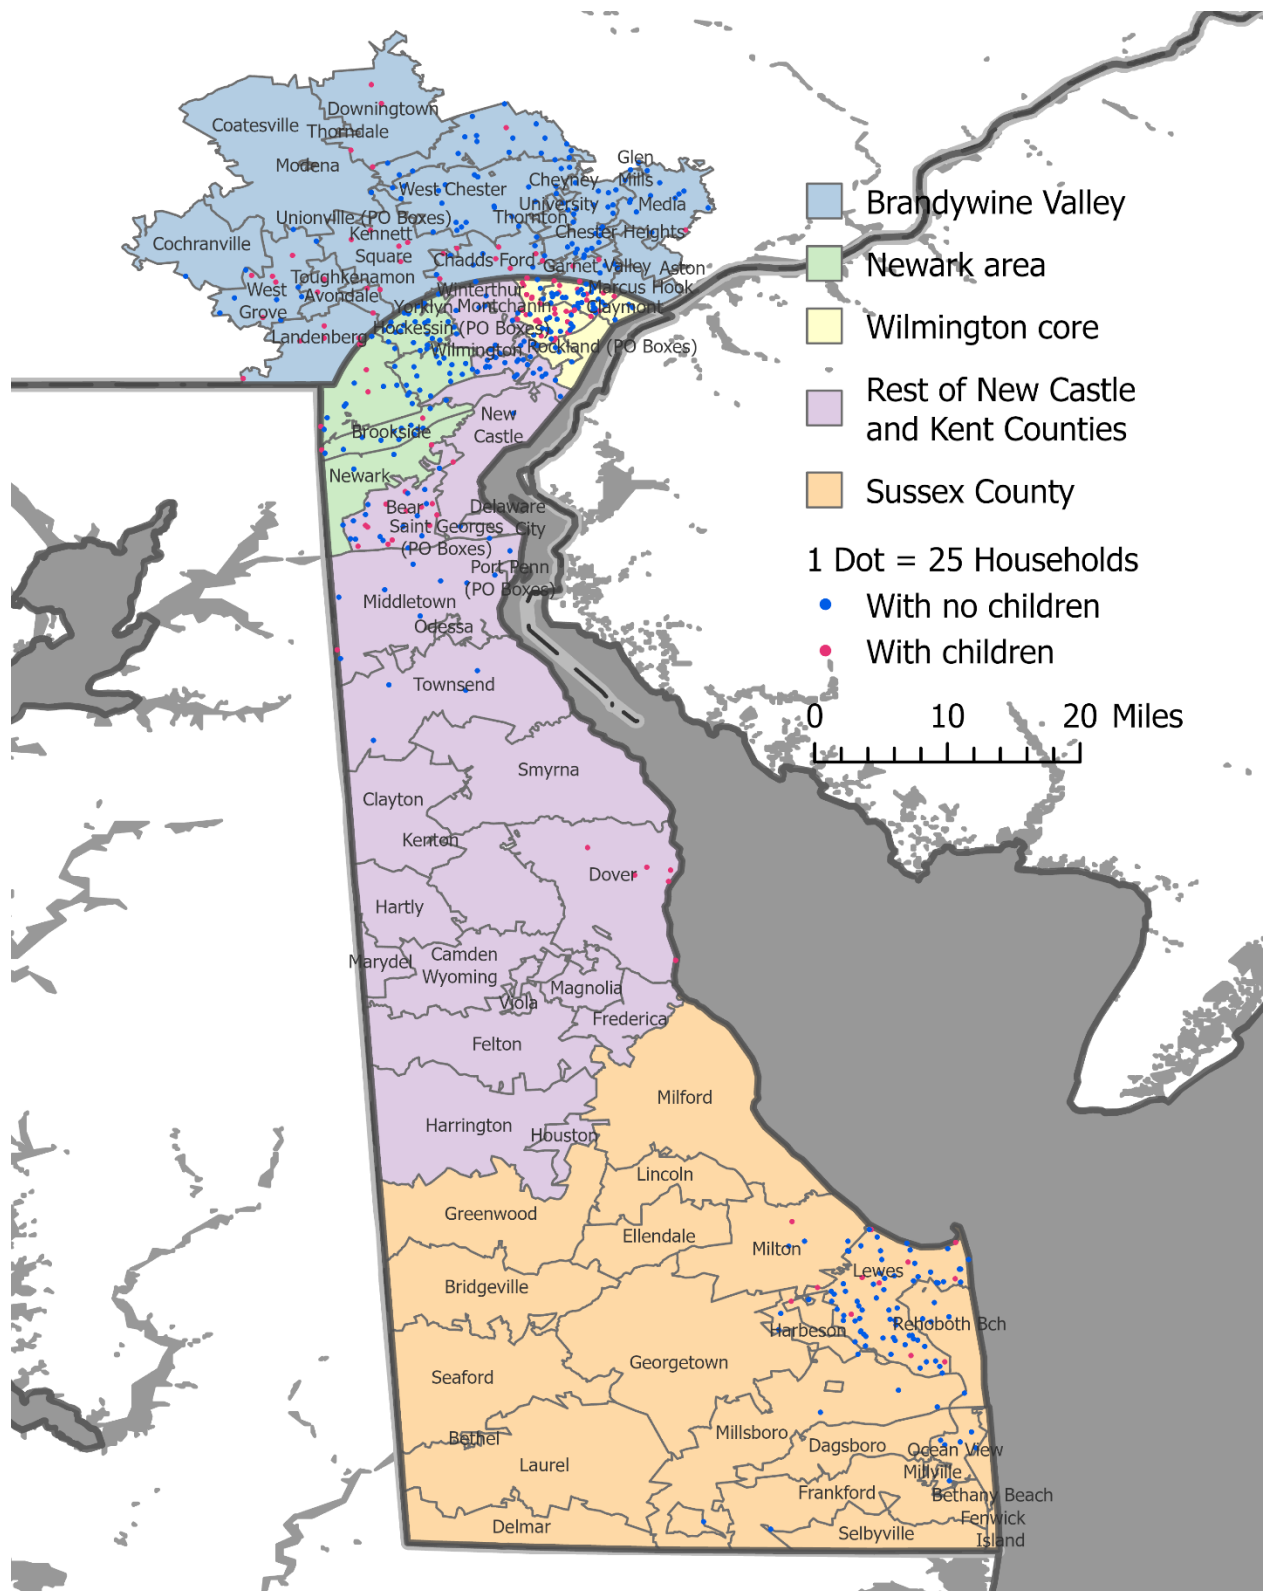 Downingtown
Coatesville
Thorndale
Glen
Mills
Modena
Cheyney
West Chester
University
Media
Unionville (PO Boxes)
Thornton
Kennett
Square
Chester Heights
Cochranville
Chadds Ford
Garnet Valley
Aston
Toughkenamon
West
Grove
Avondale
Winterthur
Marcus Hook
Yorklyn
Montchanin
Claymont
Hockessin (PO Boxes)
Landenberg
Wilmington
Rockland (PO Boxes)
New
Castle
Brookside
Newark
Bear
Delaware
City
Saint Georges
(PO Boxes)
Port Penn
(PO Boxes)
Middletown
Odessa
Townsend
Smyrna
Clayton
Kenton
Dover
Hartly
Marydel
Camden
Wyoming
Magnolia
Viola
Frederica
Felton
Milford
Harrington
Houston
Lincoln
Greenwood
Ellendale
Milton
Lewes
Bridgeville
Harbeson
Rehoboth Bch
Georgetown
Seaford
Millsboro
Bethel
Dagsboro
Ocean View
Laurel
Millville
Frankford
Bethany Beach
Delmar
Selbyville
Fenwick
Island
Brandywine Valley
Newark area
Wilmington core
Rest of New Castle
and Kent Counties
Sussex County
1 Dot = 25 Households
With no children
With children
0 10 20 Miles